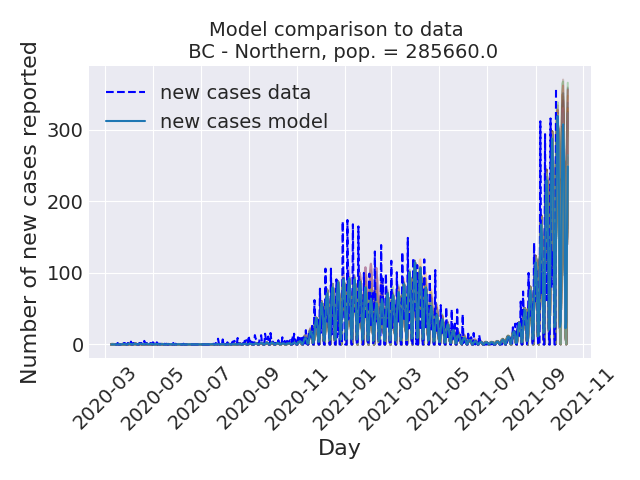 Model comparison to data
BC - Northern, pop. = 285660.0
new cases data
new cases model
Number of new cases reported
300
200
100
0
2020-03
2020-05
2020-07
2020-09
2020-11
2021-01
2021-03
2021-05
2021-07
2021-09
2021-11
Day